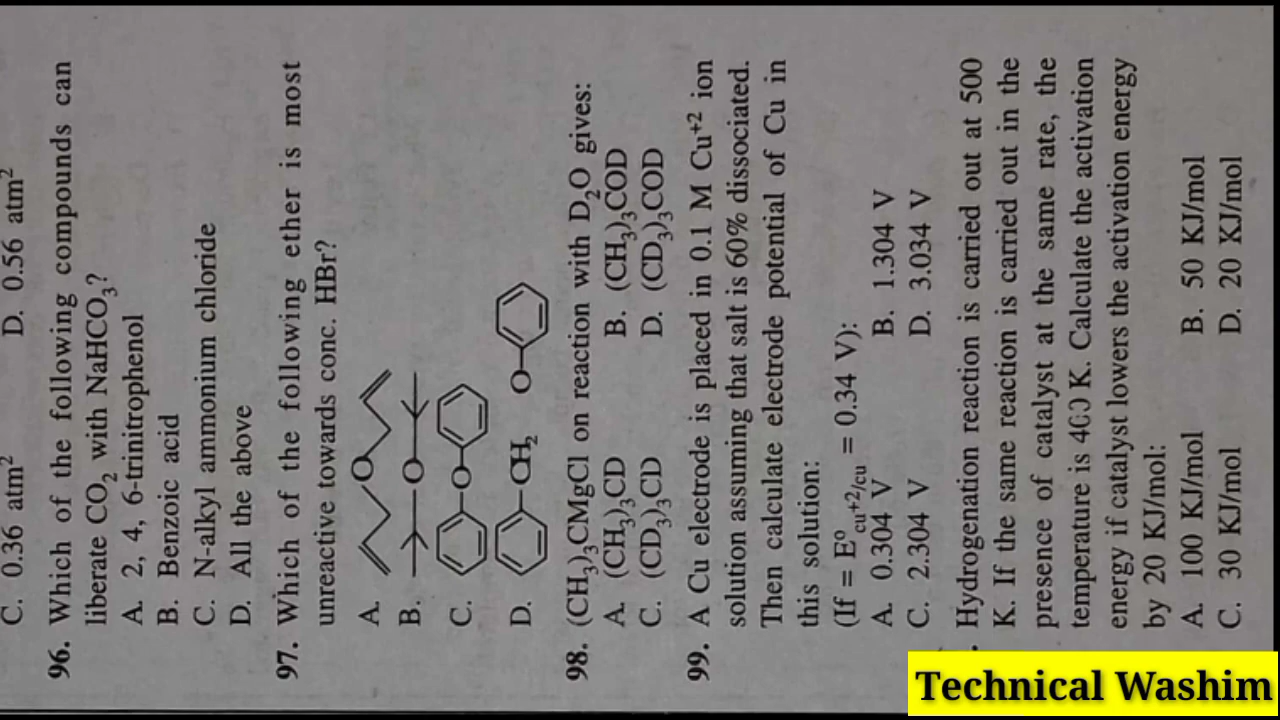 C. 0.36 atm² D. 0.56 atm²
96. Which of the following compounds can
liberate CO₂ with NaHCO₃?
A. 2, 4, 6-trinitrophenol
B. Benzoic acid
C. N-alkyl ammonium chloride
D. All the above
97. Which of the following ether is most
unreactive towards conc. HBr?
A. O
B. O
C. O
D. CH₂ O
98. (CH₃)₃CMgCl on reaction with D₂O gives:
A. (CH₃)₃CD B. (CH₃)₃COD
C. (CD₃)₃CD D. (CD₃)₃COD
99. A Cu electrode is placed in 0.1 M Cu⁺² ion
solution assuming that salt is 60% dissociated.
Then calculate electrode potential of Cu in
this solution:
(If = E°cu⁺²/cu = 0.34 V):
A. 0.304 V B. 1.304 V
C. 2.304 V D. 3.034 V
. Hydrogenation reaction is carried out at 500
K. If the same reaction is carried out in the
presence of catalyst at the same rate, the
temperature is 400 K. Calculate the activation
energy if catalyst lowers the activation energy
by 20 KJ/mol:
A. 100 KJ/mol B. 50 KJ/mol
C. 30 KJ/mol D. 20 KJ/mol
Technical Washim